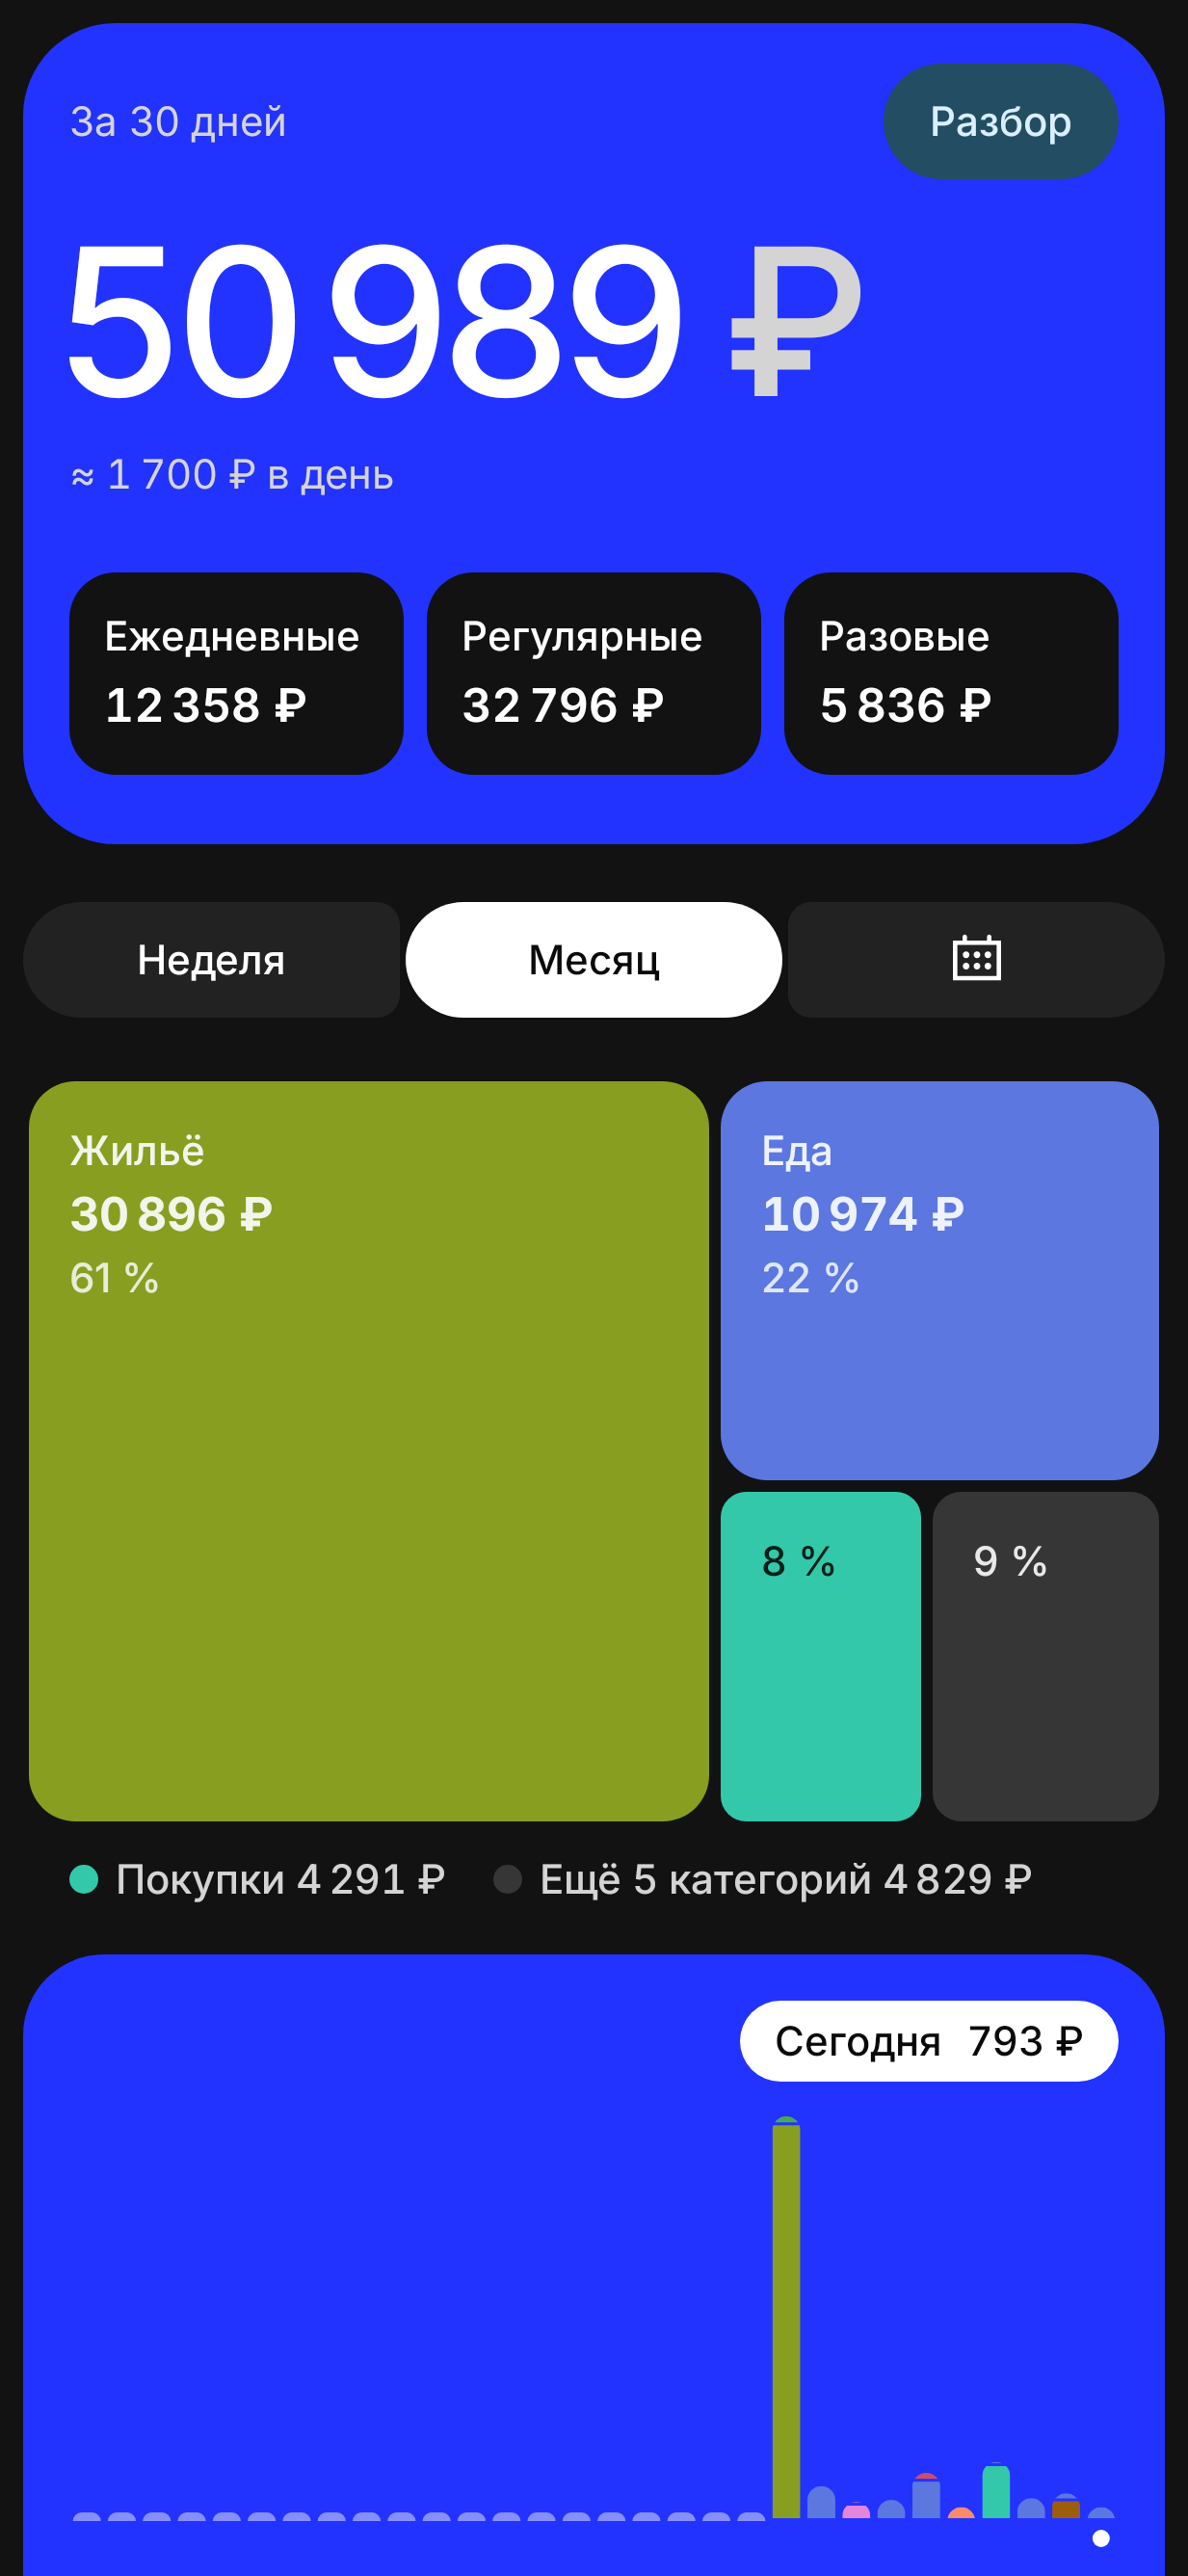 За 30 дней
Разбор
50 989 ₽
≈ 1 700 ₽ в день
Ежедневные
12 358 ₽
Регулярные
32 796 ₽
Разовые
5 836 ₽
Неделя
Месяц
Жильё
30 896 ₽
61 %
Еда
10 974 ₽
22 %
8 %
9 %
Покупки 4 291 ₽
Ещё 5 категорий 4 829 ₽
Сегодня 793 ₽